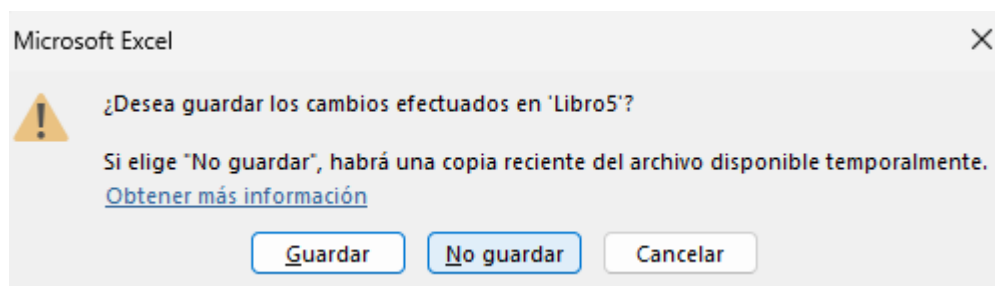 Microsoft Excel
¿Desea guardar los cambios efectuados en 'Libro5'?
Si elige "No guardar", habrá una copia reciente del archivo disponible temporalmente.
Obtener más información
Guardar No guardar Cancelar